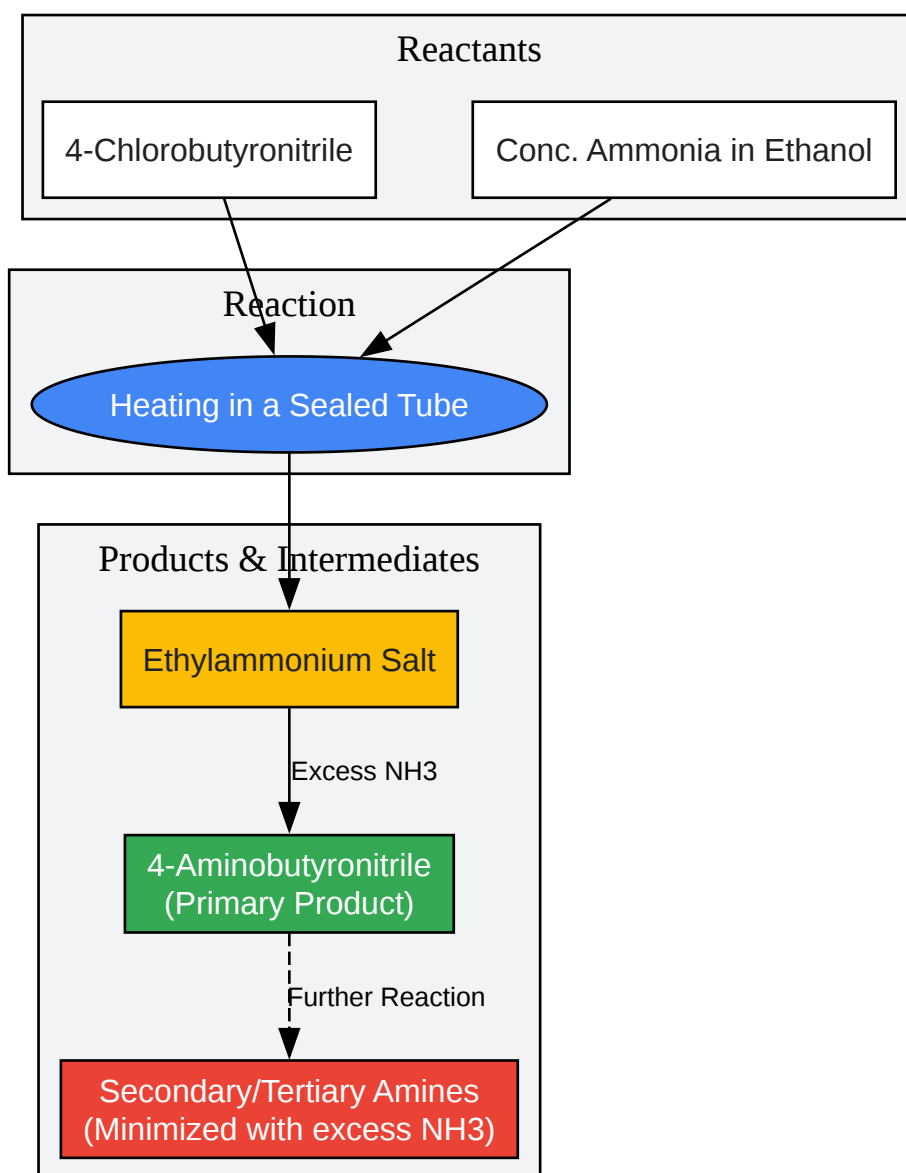 Reactants
4-Chlorobutyronitrile
Conc. Ammonia in Ethanol
Reaction
Heating in a Sealed Tube
Products & Intermediates
Ethylammonium Salt
Excess NH3
4-Aminobutyronitrile
(Primary Product)
Further Reaction
Secondary/Tertiary Amines
(Minimized with excess NH3)